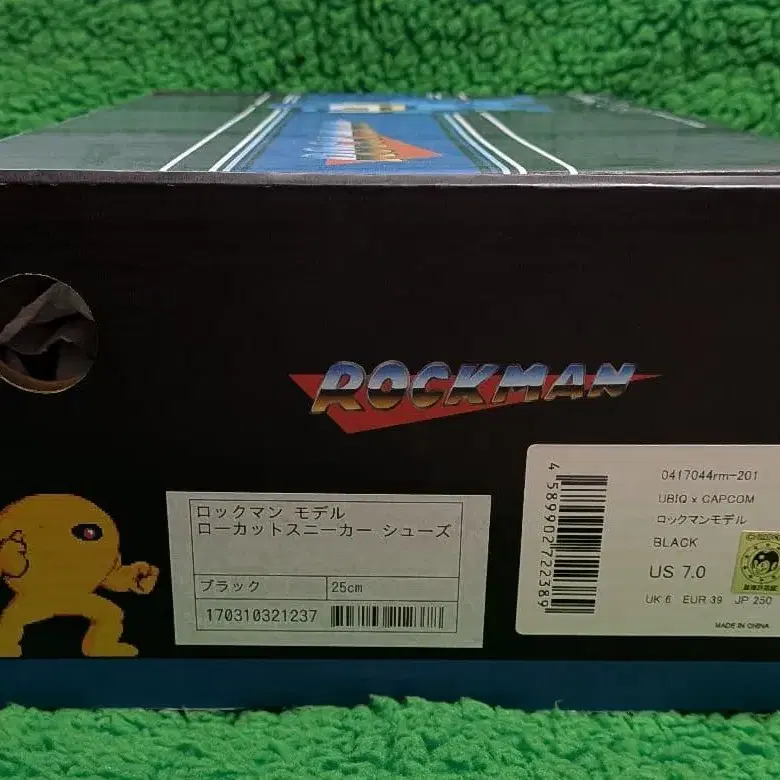 ROCKMAN
ロックマン モデル
ローカットスニーカー シューズ
ブラック
25cm
170310321237
4589902722389
0417044rm-201
UBIQ x CAPCOM
ロックマンモデル
BLACK
US 7.0
UK 6 EUR 39 JP 250
MADE IN CHINA